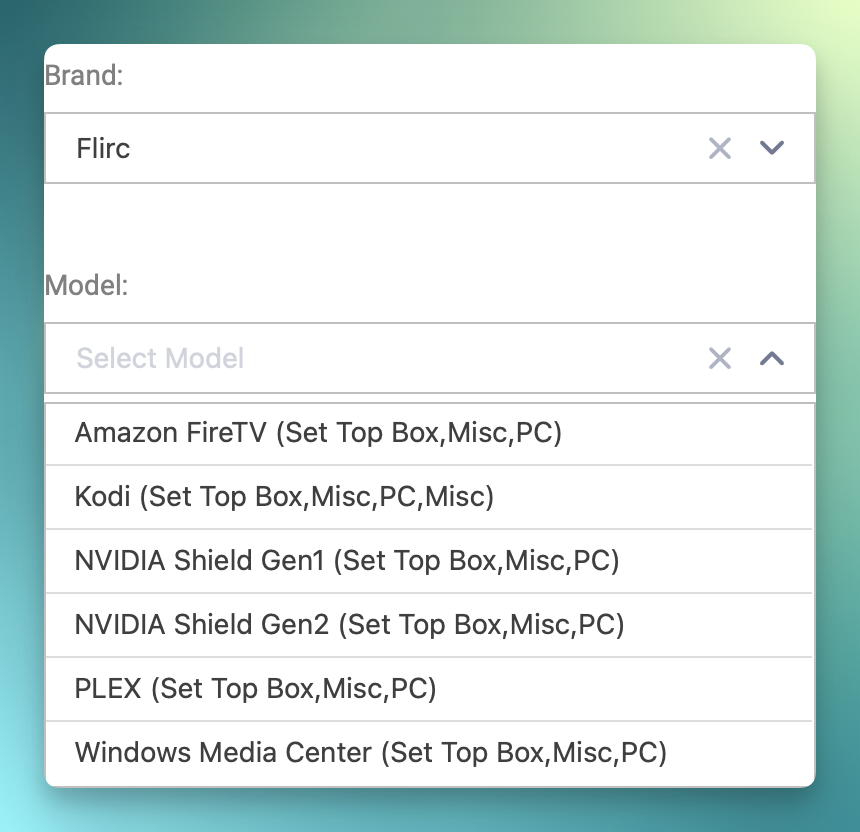 Brand:
Flirc
Model:
Select Model
Amazon FireTV (Set Top Box,Misc,PC)
Kodi (Set Top Box,Misc,PC,Misc)
NVIDIA Shield Gen1 (Set Top Box,Misc,PC)
NVIDIA Shield Gen2 (Set Top Box,Misc,PC)
PLEX (Set Top Box,Misc,PC)
Windows Media Center (Set Top Box,Misc,PC)